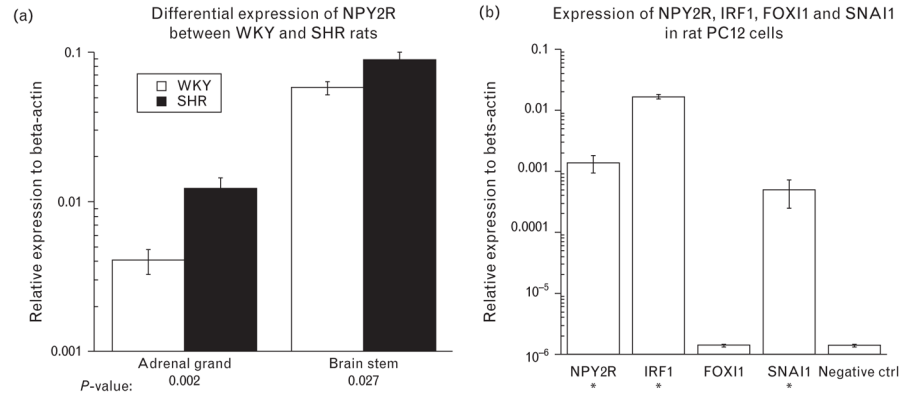 (a)
Differential expression of NPY2R
between WKY and SHR rats
Relative expression to beta-actin
0.1
0.01
0.001
WKY
SHR
Adrenal grand
Brain stem
P-value:
0.002
0.027
(b)
Expression of NPY2R, IRF1, FOXI1 and SNAI1
in rat PC12 cells
Relative expression to bets-actin
0.1
0.01
0.001
0.0001
10⁻⁵
10⁻⁶
NPY2R IRF1 FOXI1 SNAI1 Negative ctrl
* * *